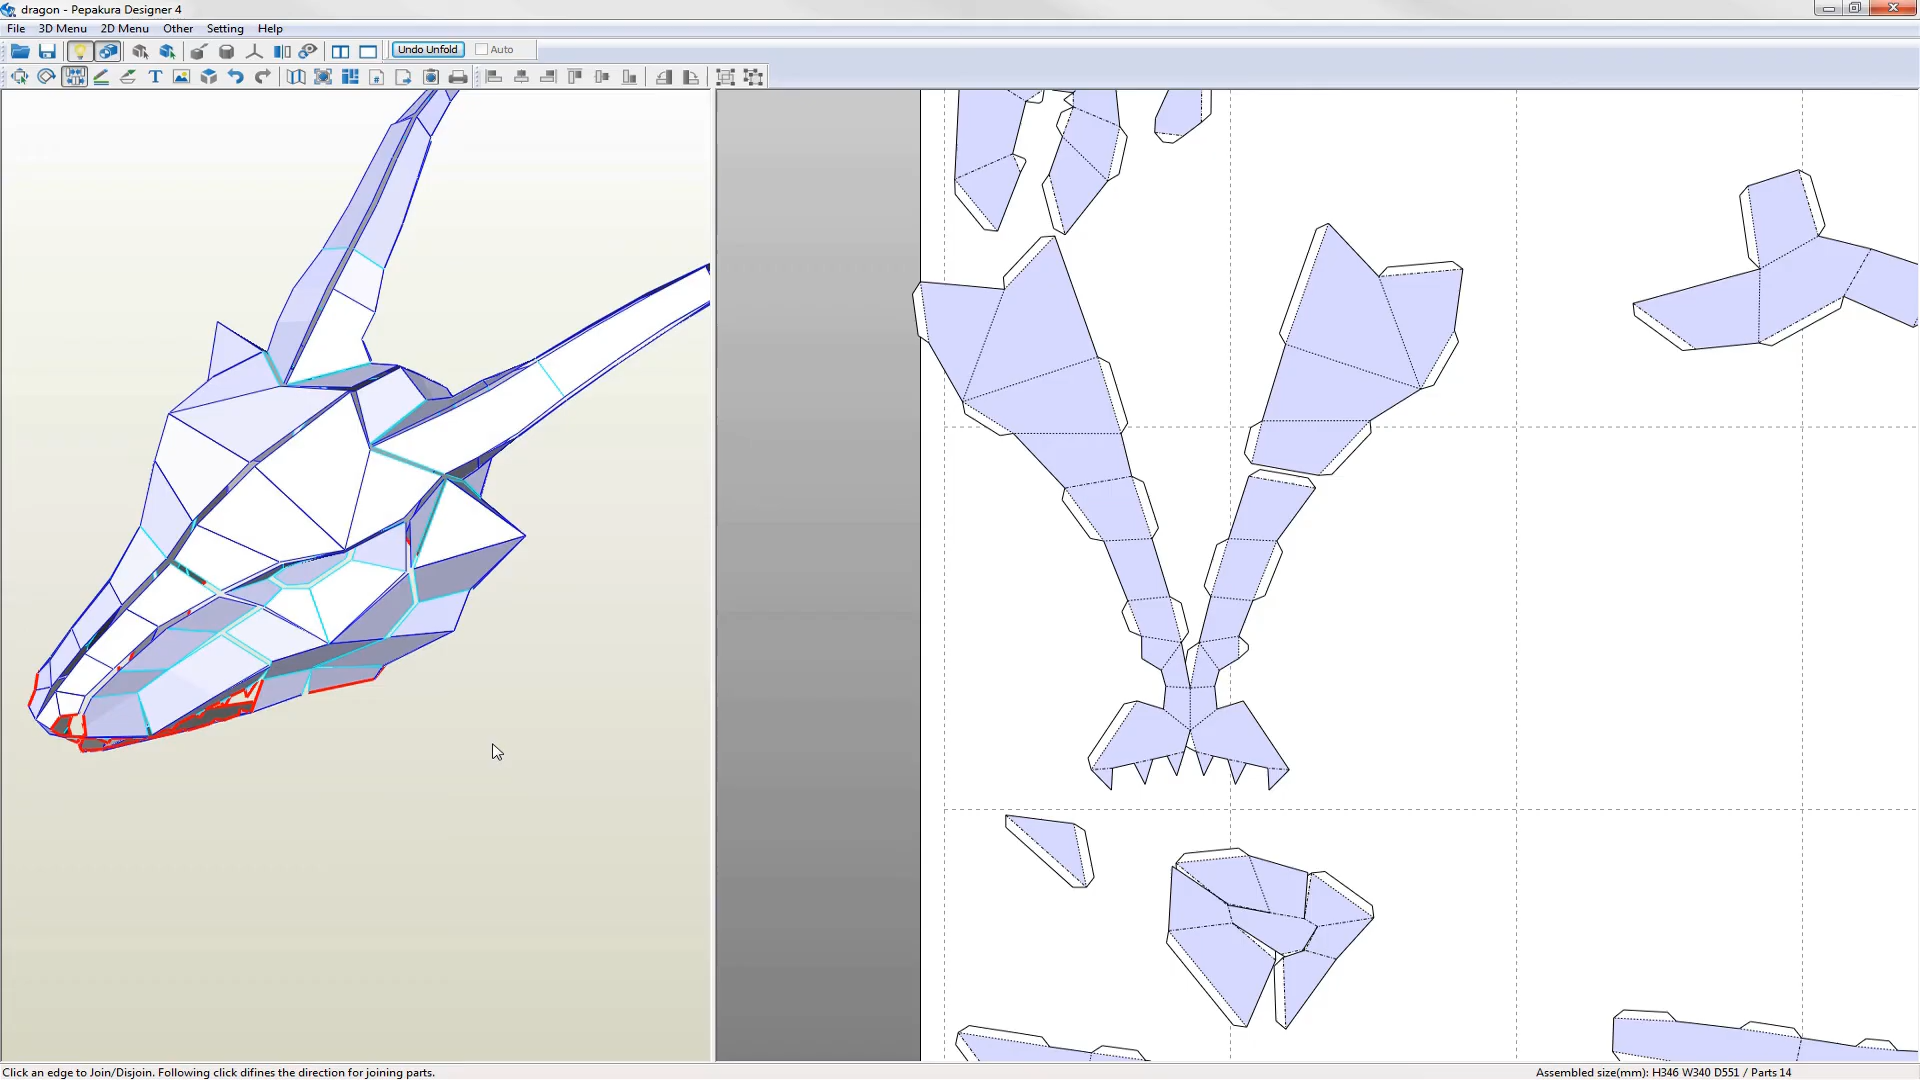 dragon - Pepakura Designer 4
File 3D Menu 2D Menu Other Setting Help
Undo Unfold Auto
Click an edge to Join/Disjoin. Following click difines the direction for joining parts.
Assembled size(mm): H346 W340 D551 / Parts 14